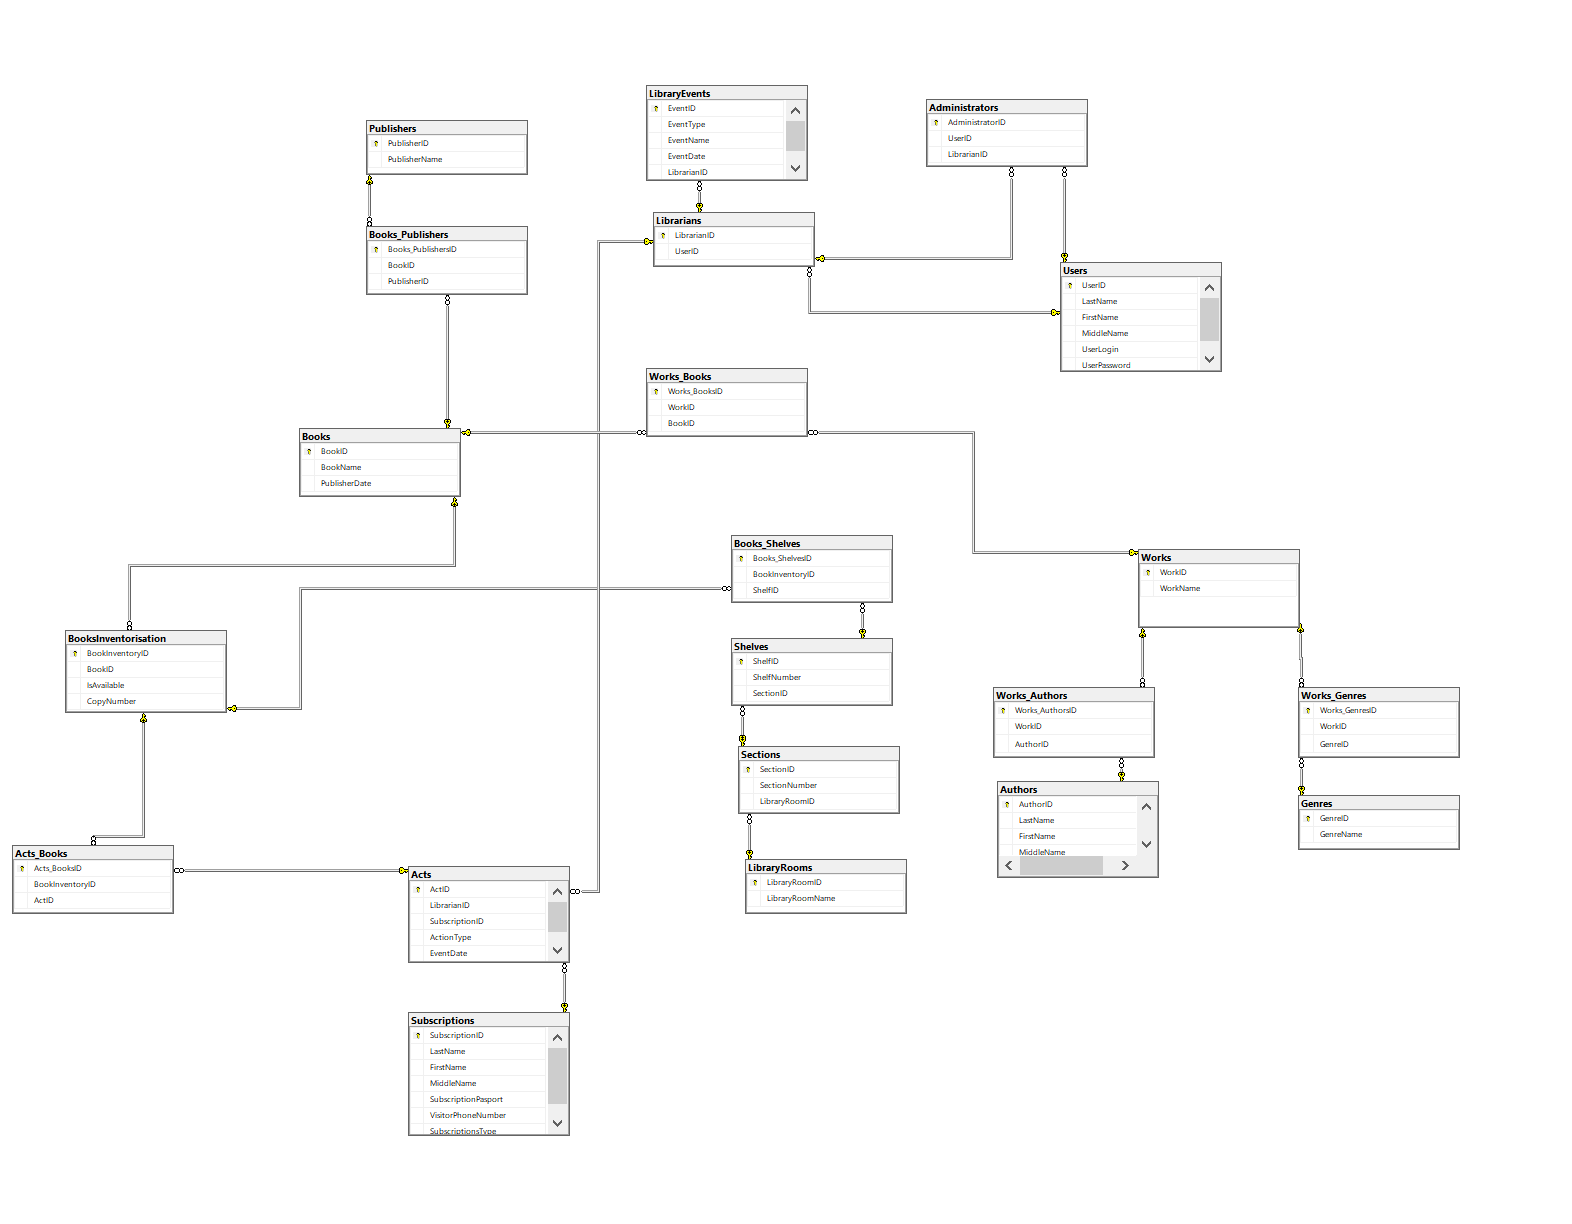 LibraryEvents
EventID
EventType
EventName
EventDate
LibrarianID
Administrators
AdministratorID
UserID
LibrarianID
Publishers
PublisherID
PublisherName
Librarians
LibrarianID
UserID
Books_Publishers
Books_PublishersID
BookID
PublisherID
Users
UserID
LastName
FirstName
MiddleName
UserLogin
UserPassword
Works_Books
Works_BooksID
WorkID
BookID
Books
BookID
BookName
PublisherDate
Books_Shelves
Books_ShelvesID
BookInventoryID
ShelfID
Works
WorkID
WorkName
BooksInventorisation
BookInventoryID
BookID
IsAvailable
CopyNumber
Shelves
ShelfID
ShelfNumber
SectionID
Works_Authors
Works_AuthorsID
WorkID
AuthorID
Works_Genres
Works_GenresID
WorkID
GenreID
Sections
SectionID
SectionNumber
LibraryRoomID
Authors
AuthorID
LastName
FirstName
MiddleName
Genres
GenreID
GenreName
Acts_Books
Acts_BooksID
BookInventoryID
ActID
Acts
ActID
LibrarianID
SubscriptionID
ActionType
EventDate
LibraryRooms
LibraryRoomID
LibraryRoomName
Subscriptions
SubscriptionID
LastName
FirstName
MiddleName
SubscriptionPasport
VisitorPhoneNumber
SubscriptionsType